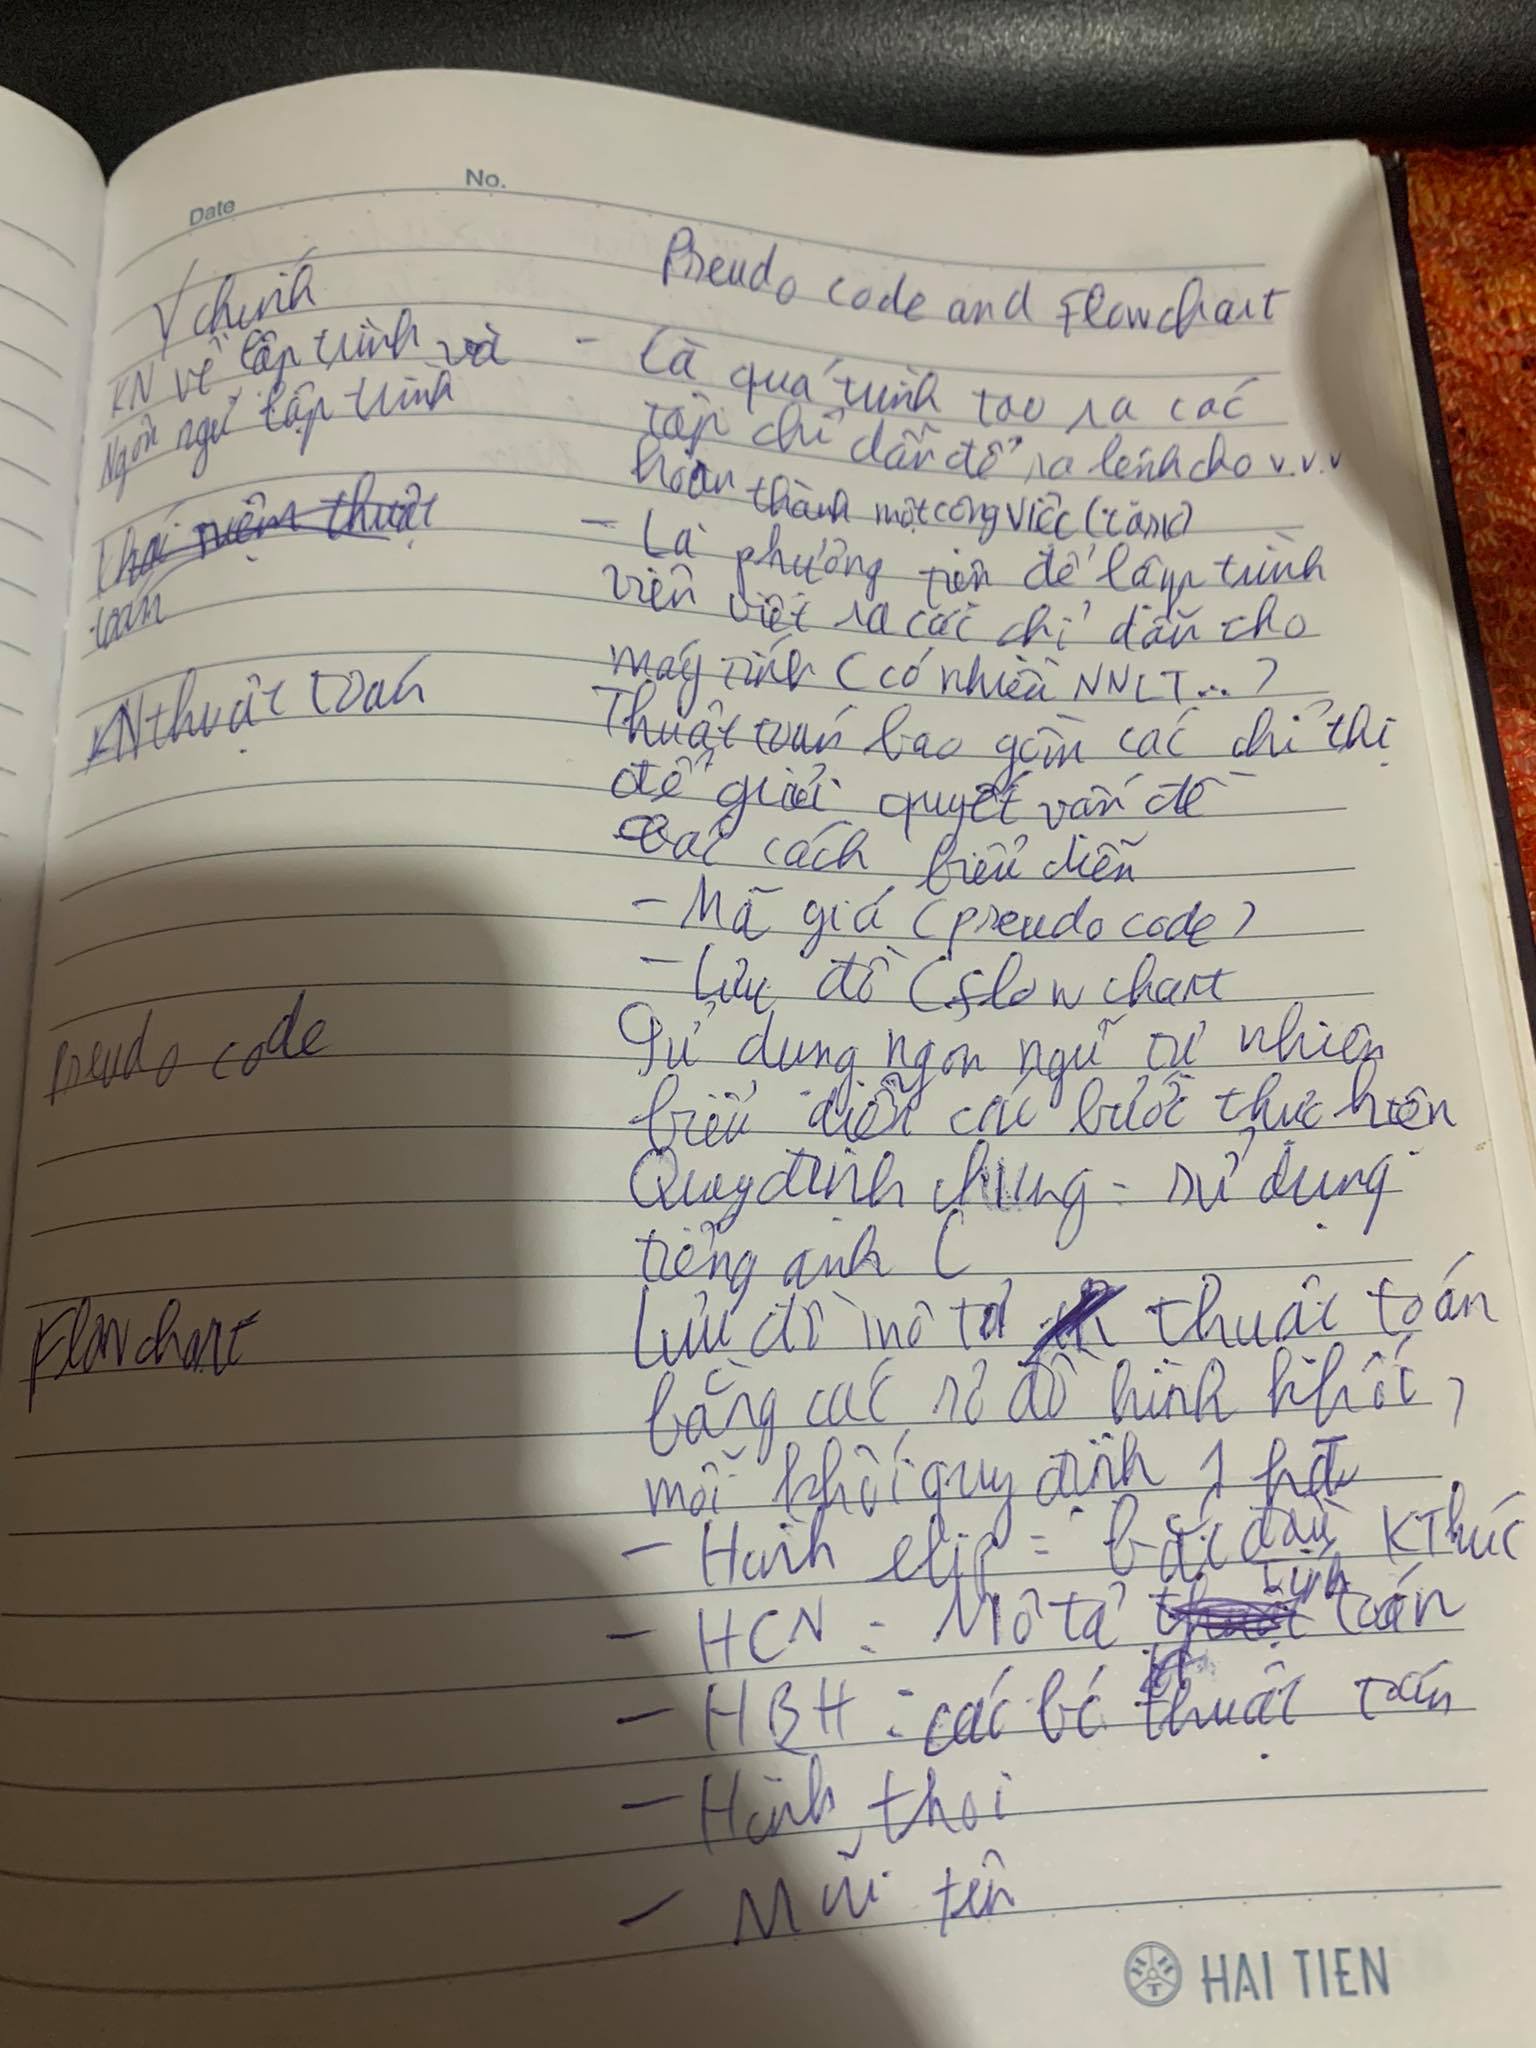 Date No.
Pseudo code and Flowchart
Ý chính
KN về lập trình và
Ngôn ngữ lập trình
- Là quá trình tạo ra các
tập chỉ dẫn để ra lệnh cho v.v.v
hoàn thành một công việc (task)
- Là phương tiện để lập trình
viên viết ra các chỉ dẫn cho
máy tính (có nhiều NNLT...)
Khái niệm thuật
toán
KN thuật toán
Thuật toán bao gồm các chỉ thị
để giải quyết vấn đề
cách biểu diễn
- Mã giả (pseudo code)
- Lưu đồ (flowchart
Pseudo code
Sử dụng ngôn ngữ tự nhiên
biểu diễn các bước thực hiện
Quy định chung = sử dụng
tiếng anh (
Flowchart
Lưu đồ mô tả thuật toán
bằng các sơ đồ hình khối,
mỗi khối quy định 1 hđ
- Hình elip = bắt đầu KThúc
- HCN = Mô tả tính toán
- HBH = các thuật toán
- Hình thoi
- Mũi tên
HAI TIEN